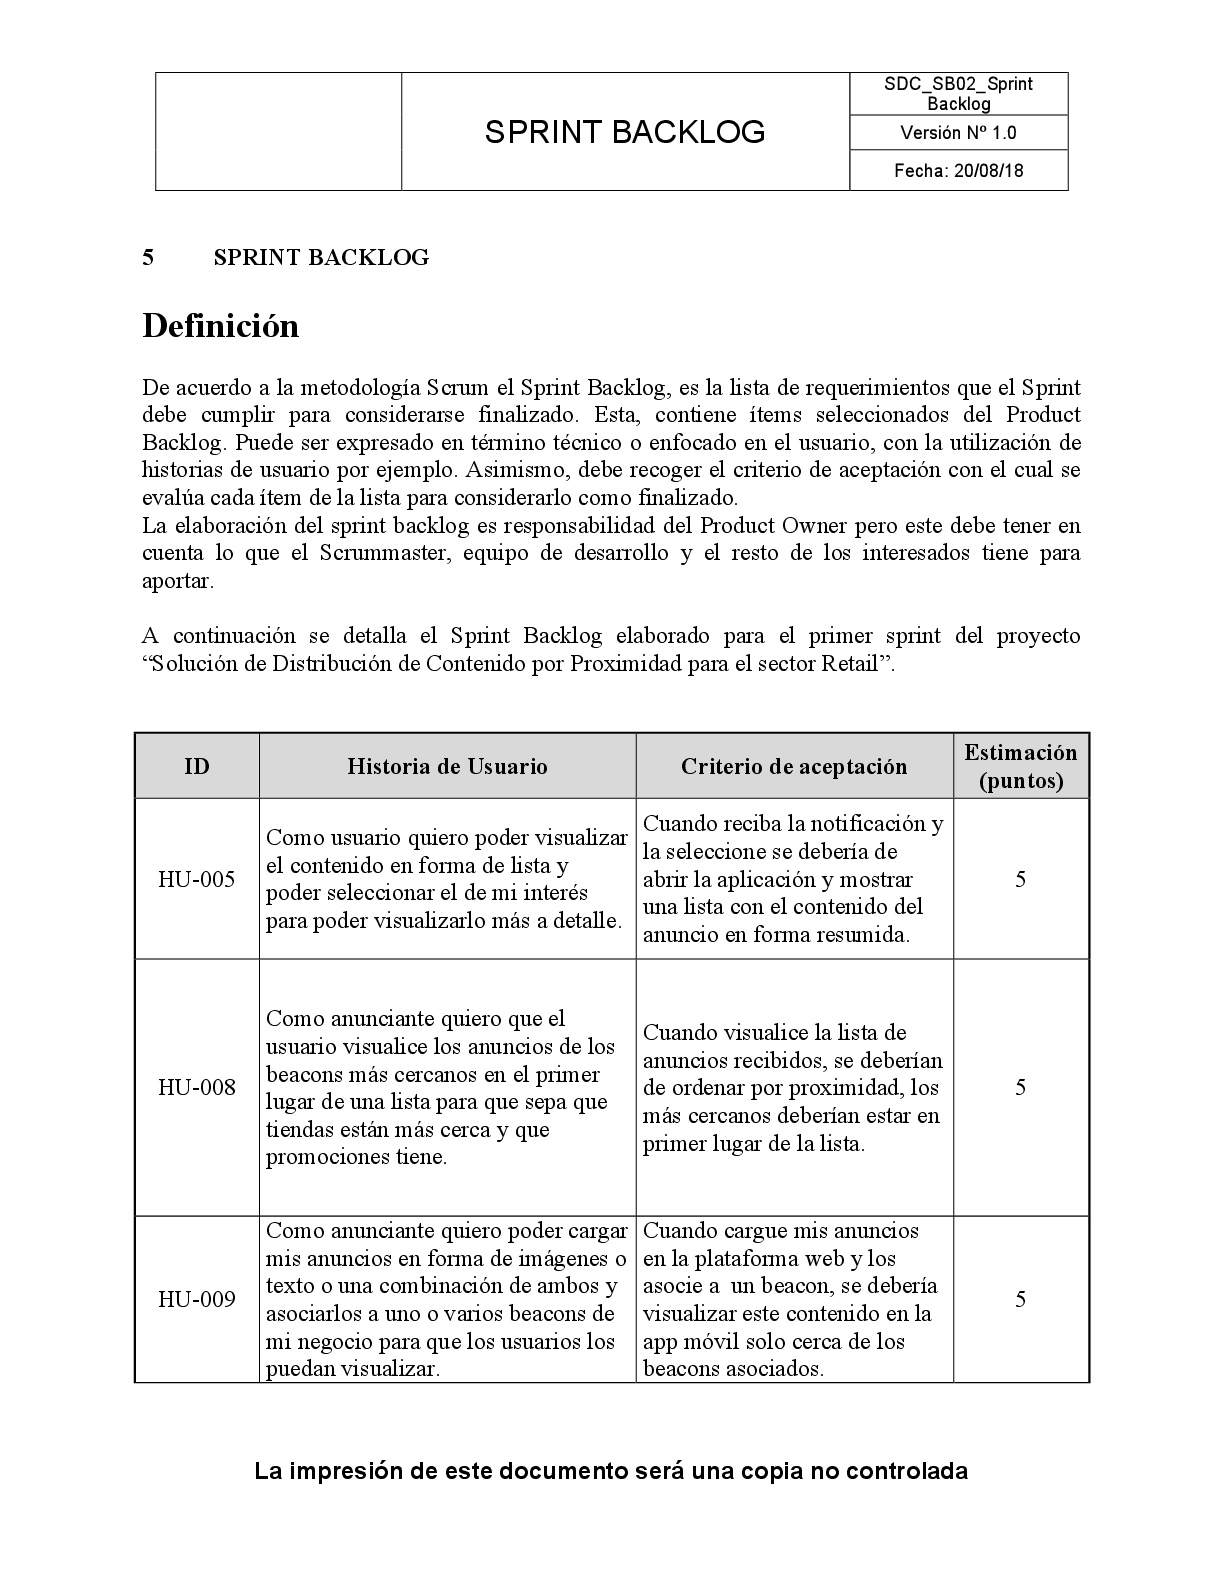 SPRINT BACKLOG
SDC_SB02_Sprint
Backlog
Versión Nº 1.0
Fecha: 20/08/18
5 SPRINT BACKLOG
Definición
De acuerdo a la metodología Scrum el Sprint Backlog, es la lista de requerimientos que el Sprint
debe cumplir para considerarse finalizado. Esta, contiene ítems seleccionados del Product
Backlog. Puede ser expresado en término técnico o enfocado en el usuario, con la utilización de
historias de usuario por ejemplo. Asimismo, debe recoger el criterio de aceptación con el cual se
evalúa cada ítem de la lista para considerarlo como finalizado.
La elaboración del sprint backlog es responsabilidad del Product Owner pero este debe tener en
cuenta lo que el Scrummaster, equipo de desarrollo y el resto de los interesados tiene para
aportar.
A continuación se detalla el Sprint Backlog elaborado para el primer sprint del proyecto
“Solución de Distribución de Contenido por Proximidad para el sector Retail”.
ID
Historia de Usuario
Criterio de aceptación
Estimación
(puntos)
HU-005
Como usuario quiero poder visualizar
el contenido en forma de lista y
poder seleccionar el de mi interés
para poder visualizarlo más a detalle.
Cuando reciba la notificación y
la seleccione se debería de
abrir la aplicación y mostrar
una lista con el contenido del
anuncio en forma resumida.
5
HU-008
Como anunciante quiero que el
usuario visualice los anuncios de los
beacons más cercanos en el primer
lugar de una lista para que sepa que
tiendas están más cerca y que
promociones tiene.
Cuando visualice la lista de
anuncios recibidos, se deberían
de ordenar por proximidad, los
más cercanos deberían estar en
primer lugar de la lista.
5
HU-009
Como anunciante quiero poder cargar
mis anuncios en forma de imágenes o
texto o una combinación de ambos y
asociarlos a uno o varios beacons de
mi negocio para que los usuarios los
puedan visualizar.
Cuando cargue mis anuncios
en la plataforma web y los
asocie a un beacon, se debería
visualizar este contenido en la
app móvil solo cerca de los
beacons asociados.
5
La impresión de este documento será una copia no controlada